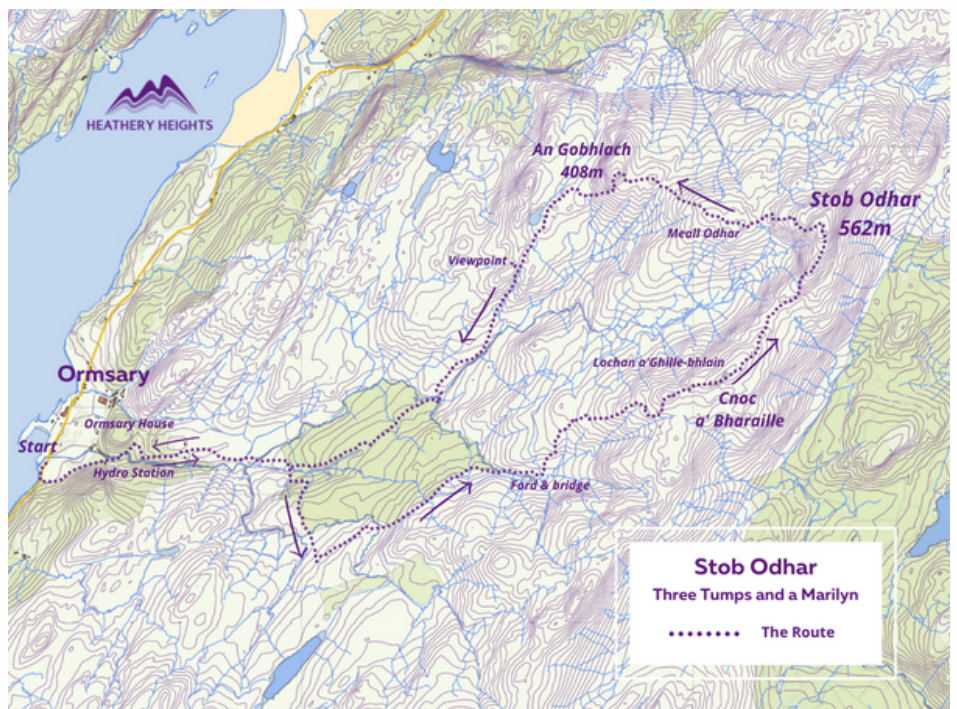 HEATHERY HEIGHTS
An Gobhlach
408m
Stob Odhar
562m
Meall Odhar
Viewpoint
Lochan a'Ghille-bhlain
Cnoc
a' Bharaille
Ormsary
Ormsary House
Start
Hydro Station
Ford & bridge
Stob Odhar
Three Tumps and a Marilyn
The Route